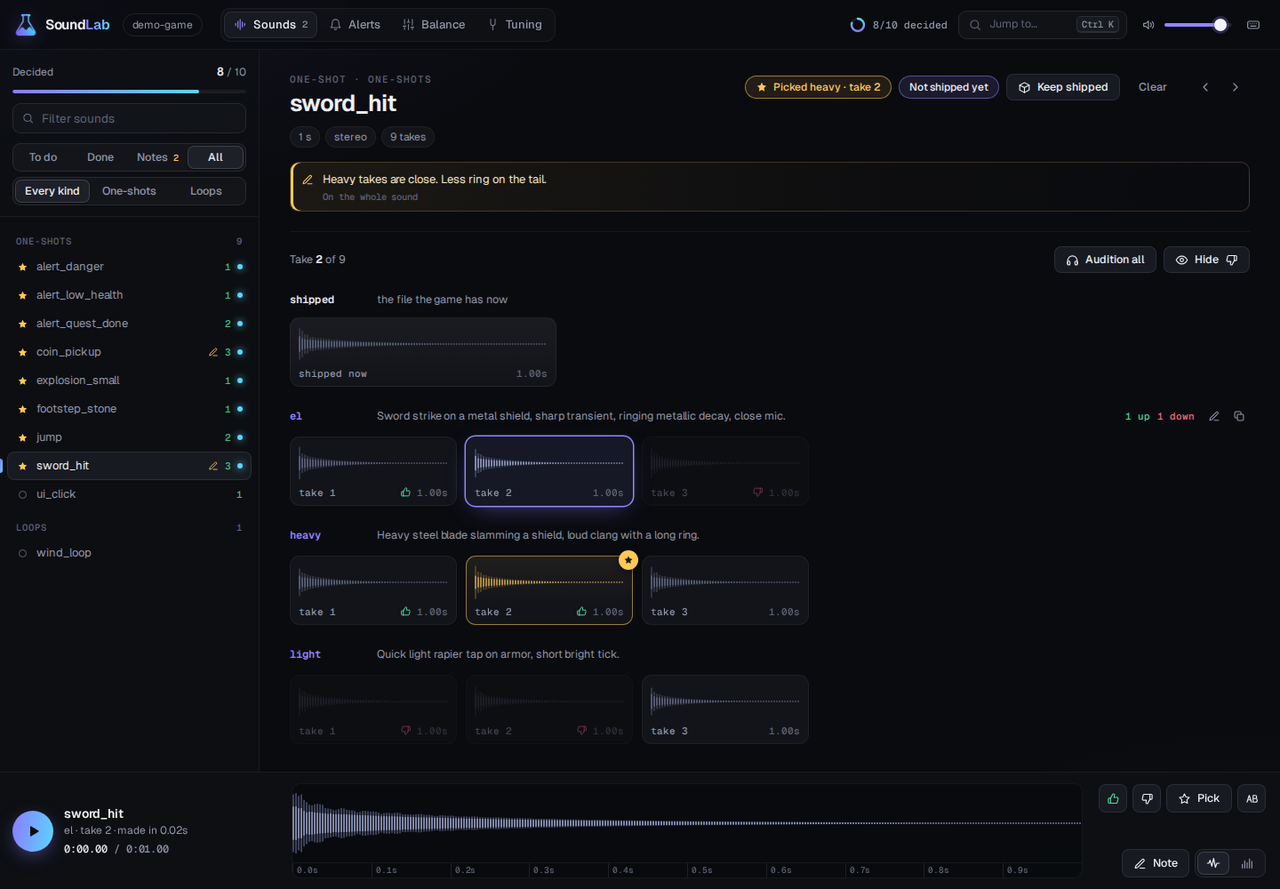 SoundLab demo-game Sounds 2 Alerts Balance Tuning 8/10 decided Jump to... Ctrl K
Decided 8 / 10
Filter sounds
To do Done Notes 2 All
Every kind One-shots Loops
ONE-SHOTS 9
alert_danger 1
alert_low_health 1
alert_quest_done 2
coin_pickup 3
explosion_small 1
footstep_stone 1
jump 2
sword_hit 3
ui_click 1
LOOPS 1
wind_loop
ONE-SHOT · ONE-SHOTS
sword_hit
Picked heavy · take 2 Not shipped yet Keep shipped Clear
1 s stereo 9 takes
Heavy takes are close. Less ring on the tail.
On the whole sound
Take 2 of 9 Audition all Hide
shipped the file the game has now
shipped now 1.00s
el Sword strike on a metal shield, sharp transient, ringing metallic decay, close mic. 1 up 1 down
take 1 1.00s take 2 1.00s take 3 1.00s
heavy Heavy steel blade slamming a shield, loud clang with a long ring.
take 1 1.00s take 2 1.00s take 3 1.00s
light Quick light rapier tap on armor, short bright tick.
take 1 1.00s take 2 1.00s take 3 1.00s
sword_hit
el · take 2 · made in 0.02s
0:00.00 / 0:01.00
0.0s 0.1s 0.2s 0.3s 0.4s 0.5s 0.6s 0.7s 0.8s 0.9s
Pick AB
Note